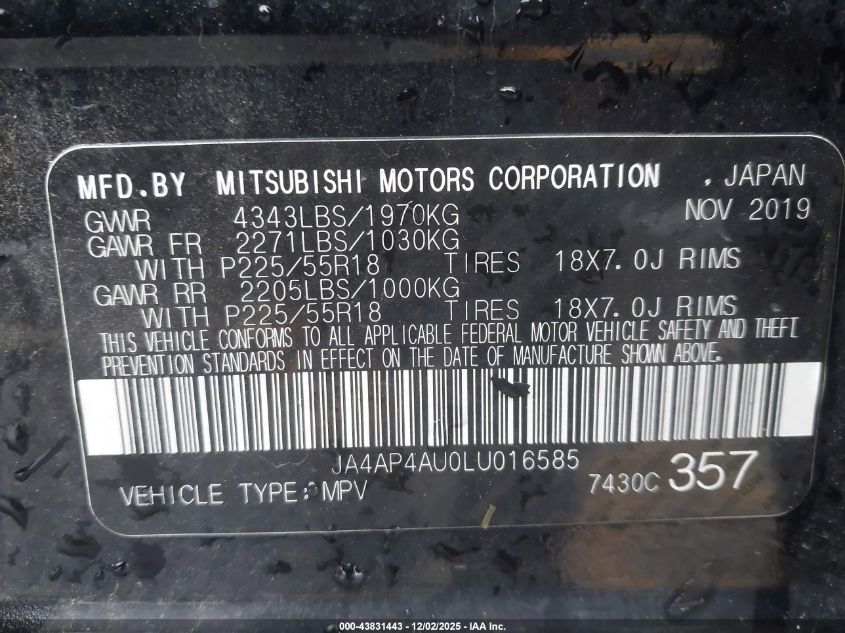 MFD.BY MITSUBISHI MOTORS CORPORATION , JAPAN
GVWR 4343LBS/1970KG NOV 2019
GAWR FR 2271LBS/1030KG
WITH P225/55R18 TIRES 18X7.0J RIMS
GAWR RR 2205LBS/1000KG
WITH P225/55R18 TIRES 18X7.0J RIMS
THIS VEHICLE CONFORMS TO ALL APPLICABLE FEDERAL MOTOR VEHICLE SAFETY AND THEFT
PREVENTION STANDARDS IN EFFECT ON THE DATE OF MANUFACTURE SHOWN ABOVE.
JA4AP4AU0LU016585
VEHICLE TYPE:MPV 7430C 357
000-43831443 - 12/02/2025 - IAA Inc.